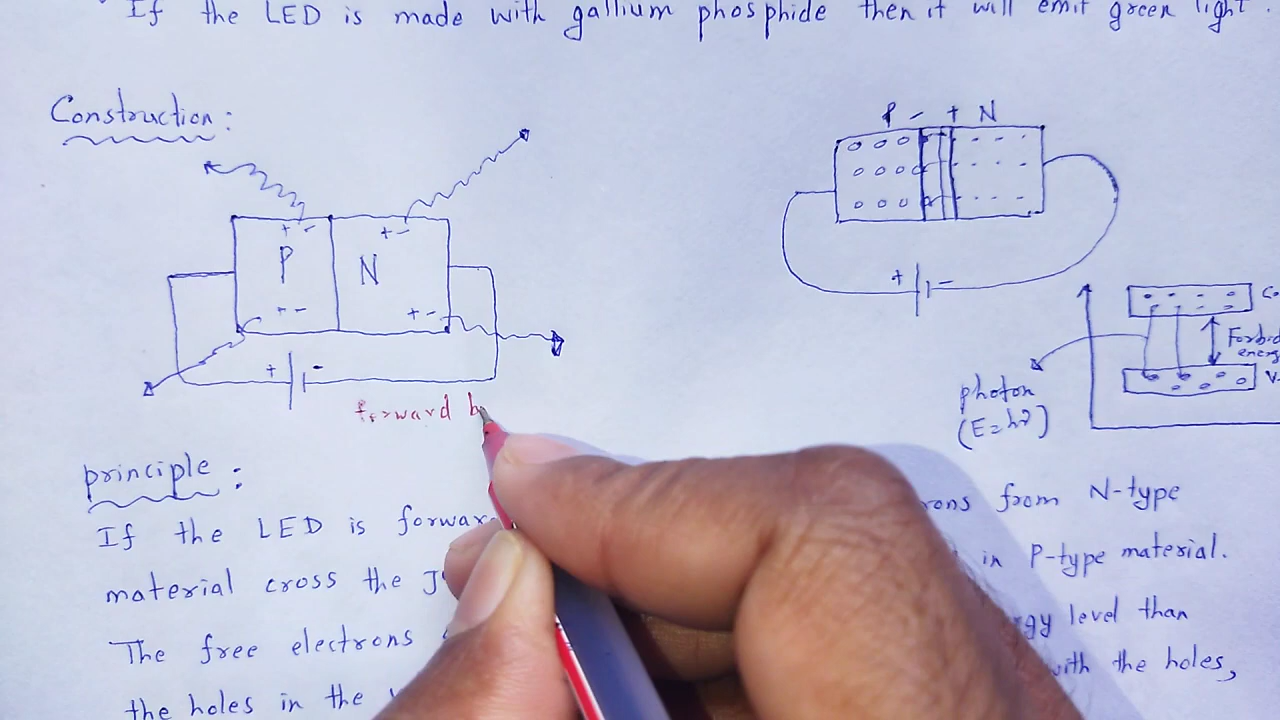 If the LED is made with gallium phosphide then it will emit green light.
Construction:
P - + N
+ - + -
P N
+ - + -
+ -
+ -
forward b
Forbid
energ
photon
(E=hν)
principle:
If the LED is forwar rons from N-type
material cross the J in P-type material.
The free electrons rgy level than
the holes in the with the holes,